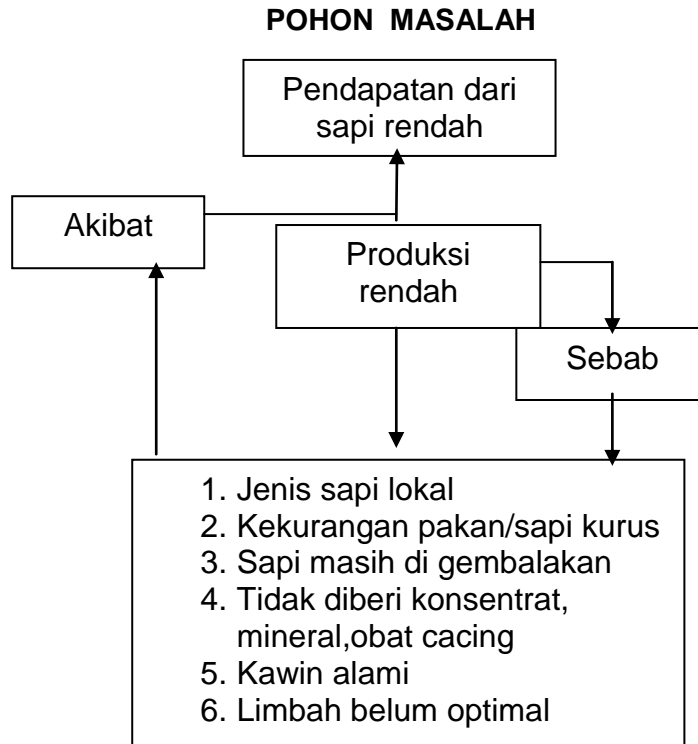 POHON MASALAH
Pendapatan dari
sapi rendah
Akibat
Produksi
rendah
Sebab
1. Jenis sapi lokal
2. Kekurangan pakan/sapi kurus
3. Sapi masih di gembalakan
4. Tidak diberi konsentrat,
mineral,obat cacing
5. Kawin alami
6. Limbah belum optimal